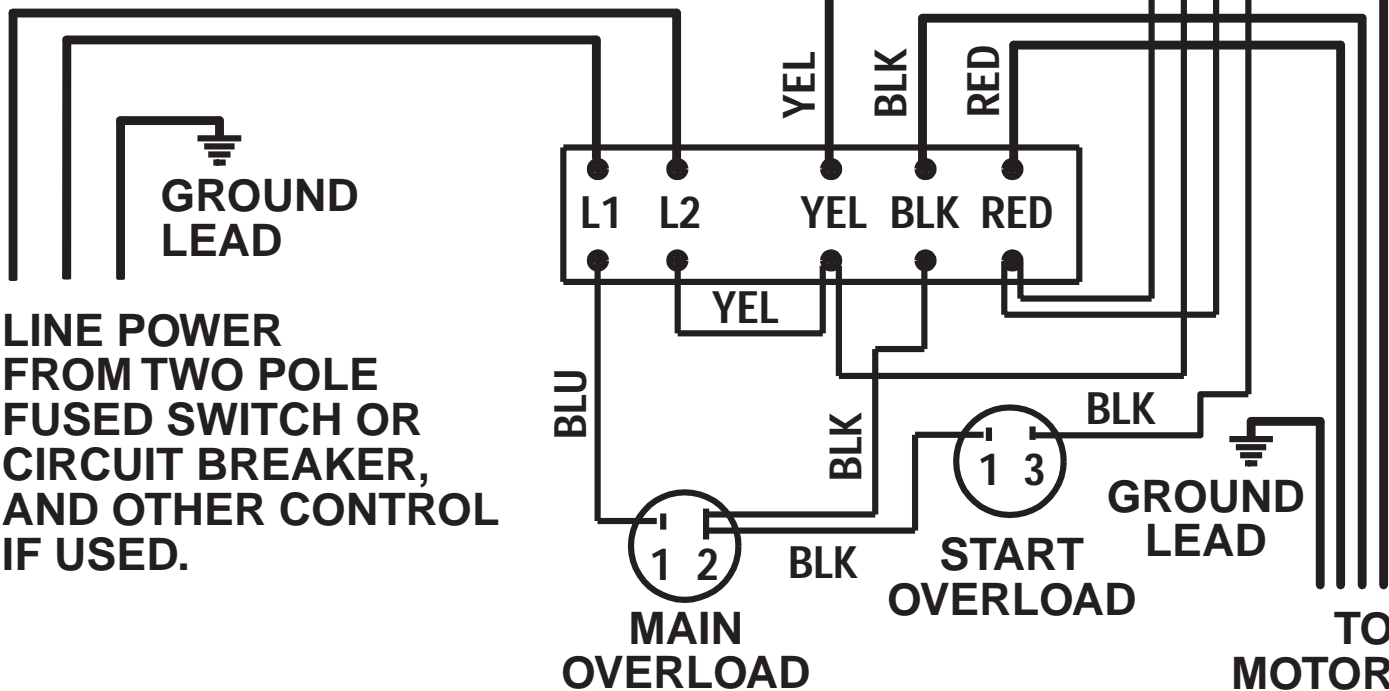 YEL
BLK
RED
GROUND
LEAD
L1 L2 YEL BLK RED
YEL
LINE POWER
FROM TWO POLE
FUSED SWITCH OR
CIRCUIT BREAKER,
AND OTHER CONTROL
IF USED.
BLU
BLK
BLK
1 3
GROUND
LEAD
1 2
BLK
START
OVERLOAD
MAIN
OVERLOAD
TO
MOTOR